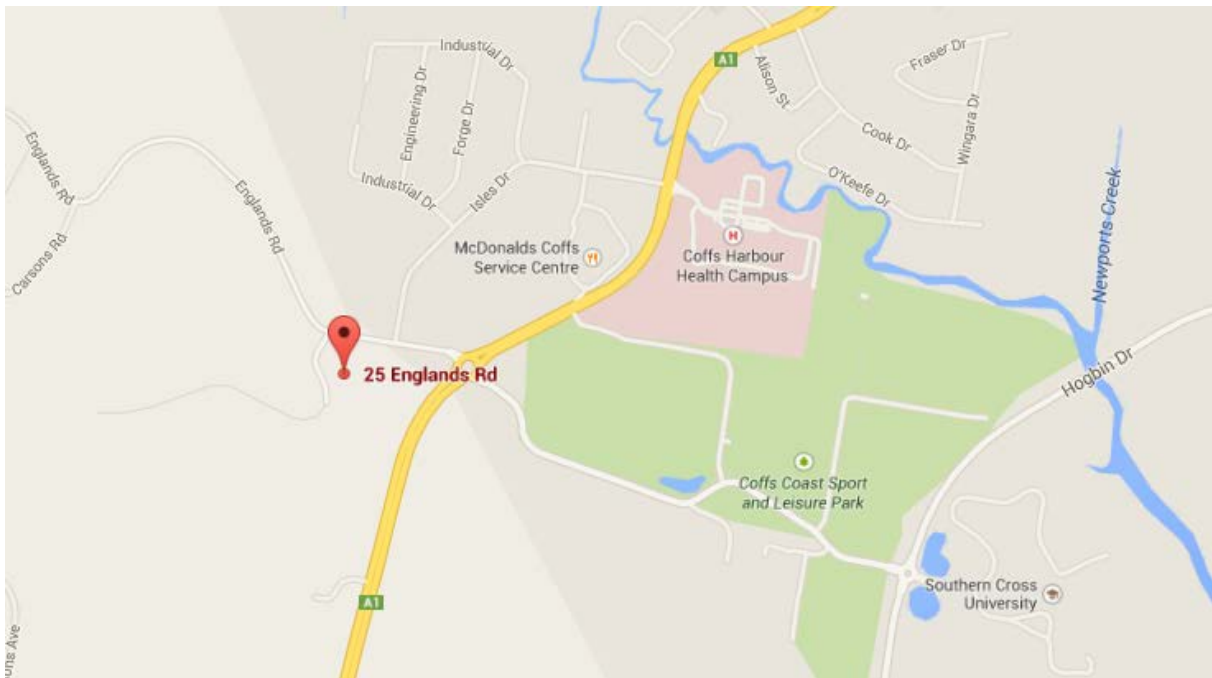 Industrial Dr
A1
Fraser Dr
Alison St
Engineering Dr
Forge Dr
Cook Dr
Wingara Dr
Englands Rd
Industrial Dr
Isles Dr
O'Keefe Dr
Englands Rd
Carsons Rd
McDonalds Coffs
Service Centre
H
Coffs Harbour
Health Campus
Newports Creek
25 Englands Rd
Hogbin Dr
Coffs Coast Sport
and Leisure Park
Southern Cross
University
A1
ons Ave